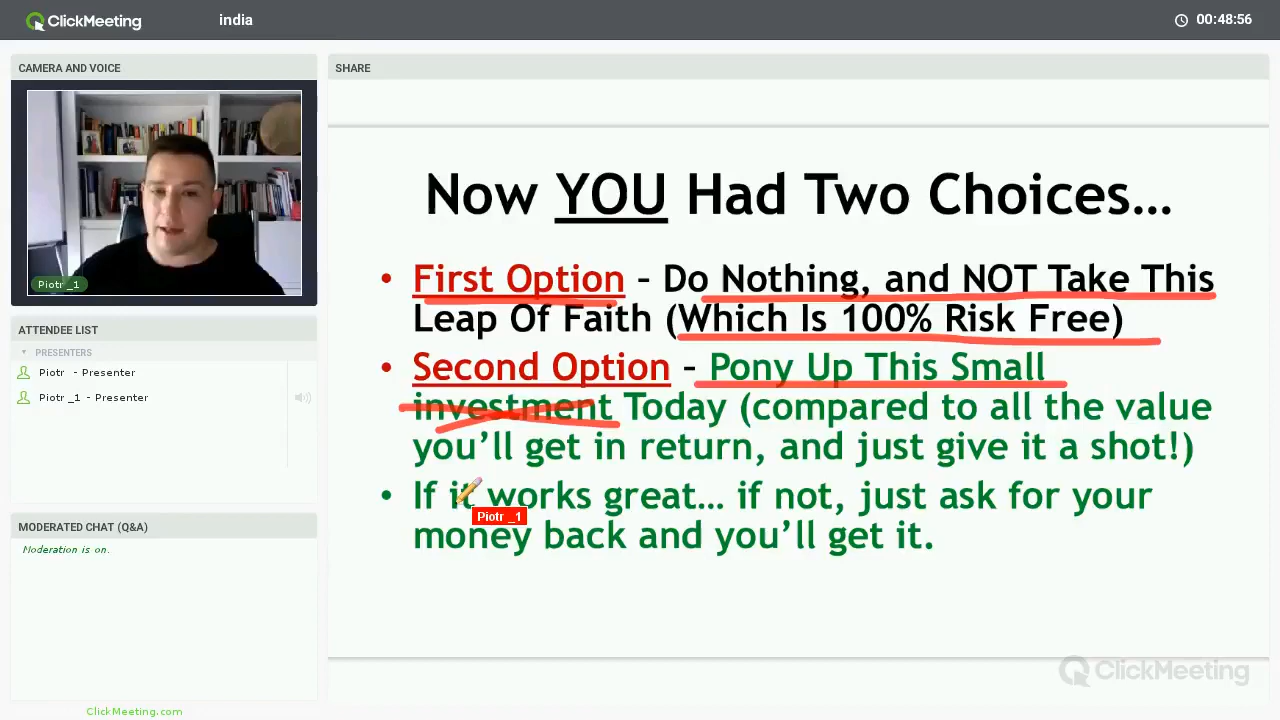 ClickMeeting
india
00:48:56
CAMERA AND VOICE
Piotr _1
ATTENDEE LIST
PRESENTERS
Piotr - Presenter
Piotr _1 - Presenter
MODERATED CHAT (Q&A)
Moderation is on.
ClickMeeting.com
SHARE
Now YOU Had Two Choices…
• First Option – Do Nothing, and NOT Take This
Leap Of Faith (Which Is 100% Risk Free)
• Second Option – Pony Up This Small
investment Today (compared to all the value
you’ll get in return, and just give it a shot!)
• If it works great… if not, just ask for your
money back and you’ll get it.
Piotr _1
ClickMeeting